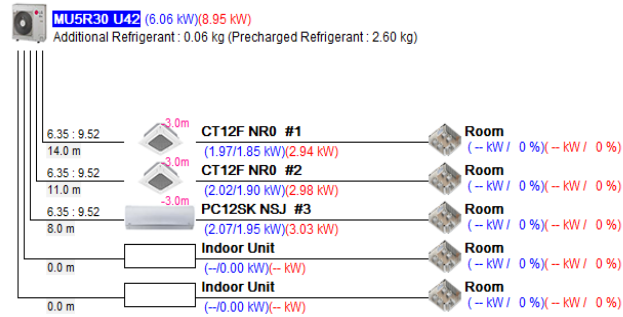 MU5R30 U42 (6.06 kW)(8.95 kW)
Additional Refrigerant : 0.06 kg (Precharged Refrigerant : 2.60 kg)
-3.0m
6.35 : 9.52 CT12F NR0 #1 Room
14.0 m (1.97/1.85 kW)(2.94 kW) ( -- kW / 0 %)( -- kW / 0 %)
-3.0m
6.35 : 9.52 CT12F NR0 #2 Room
11.0 m (2.02/1.90 kW)(2.98 kW) ( -- kW / 0 %)( -- kW / 0 %)
-3.0m
6.35 : 9.52 PC12SK NSJ #3 Room
8.0 m (2.07/1.95 kW)(3.03 kW) ( -- kW / 0 %)( -- kW / 0 %)
Indoor Unit Room
0.0 m (--/0.00 kW)(-- kW) ( -- kW / 0 %)( -- kW / 0 %)
Indoor Unit Room
0.0 m (--/0.00 kW)(-- kW) ( -- kW / 0 %)( -- kW / 0 %)